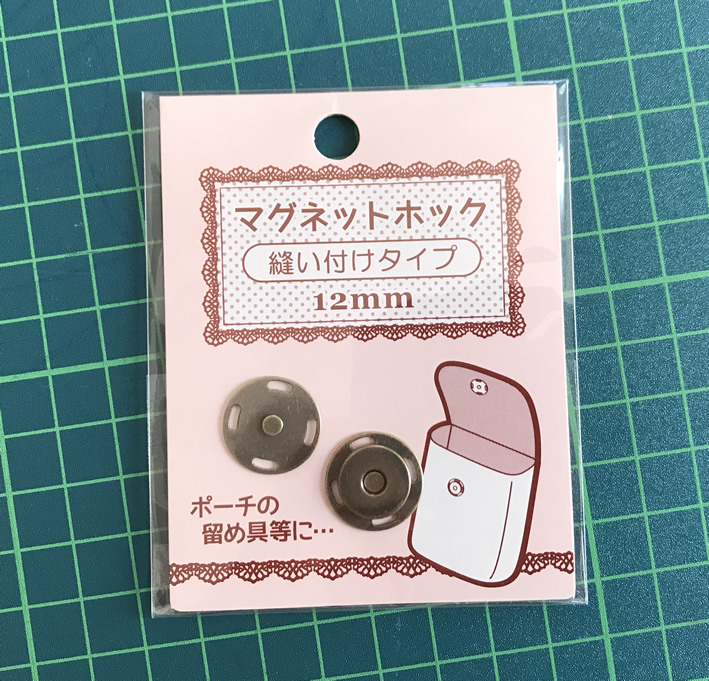 マグネットホック
縫い付けタイプ
12mm
ポーチの
留め具等に…